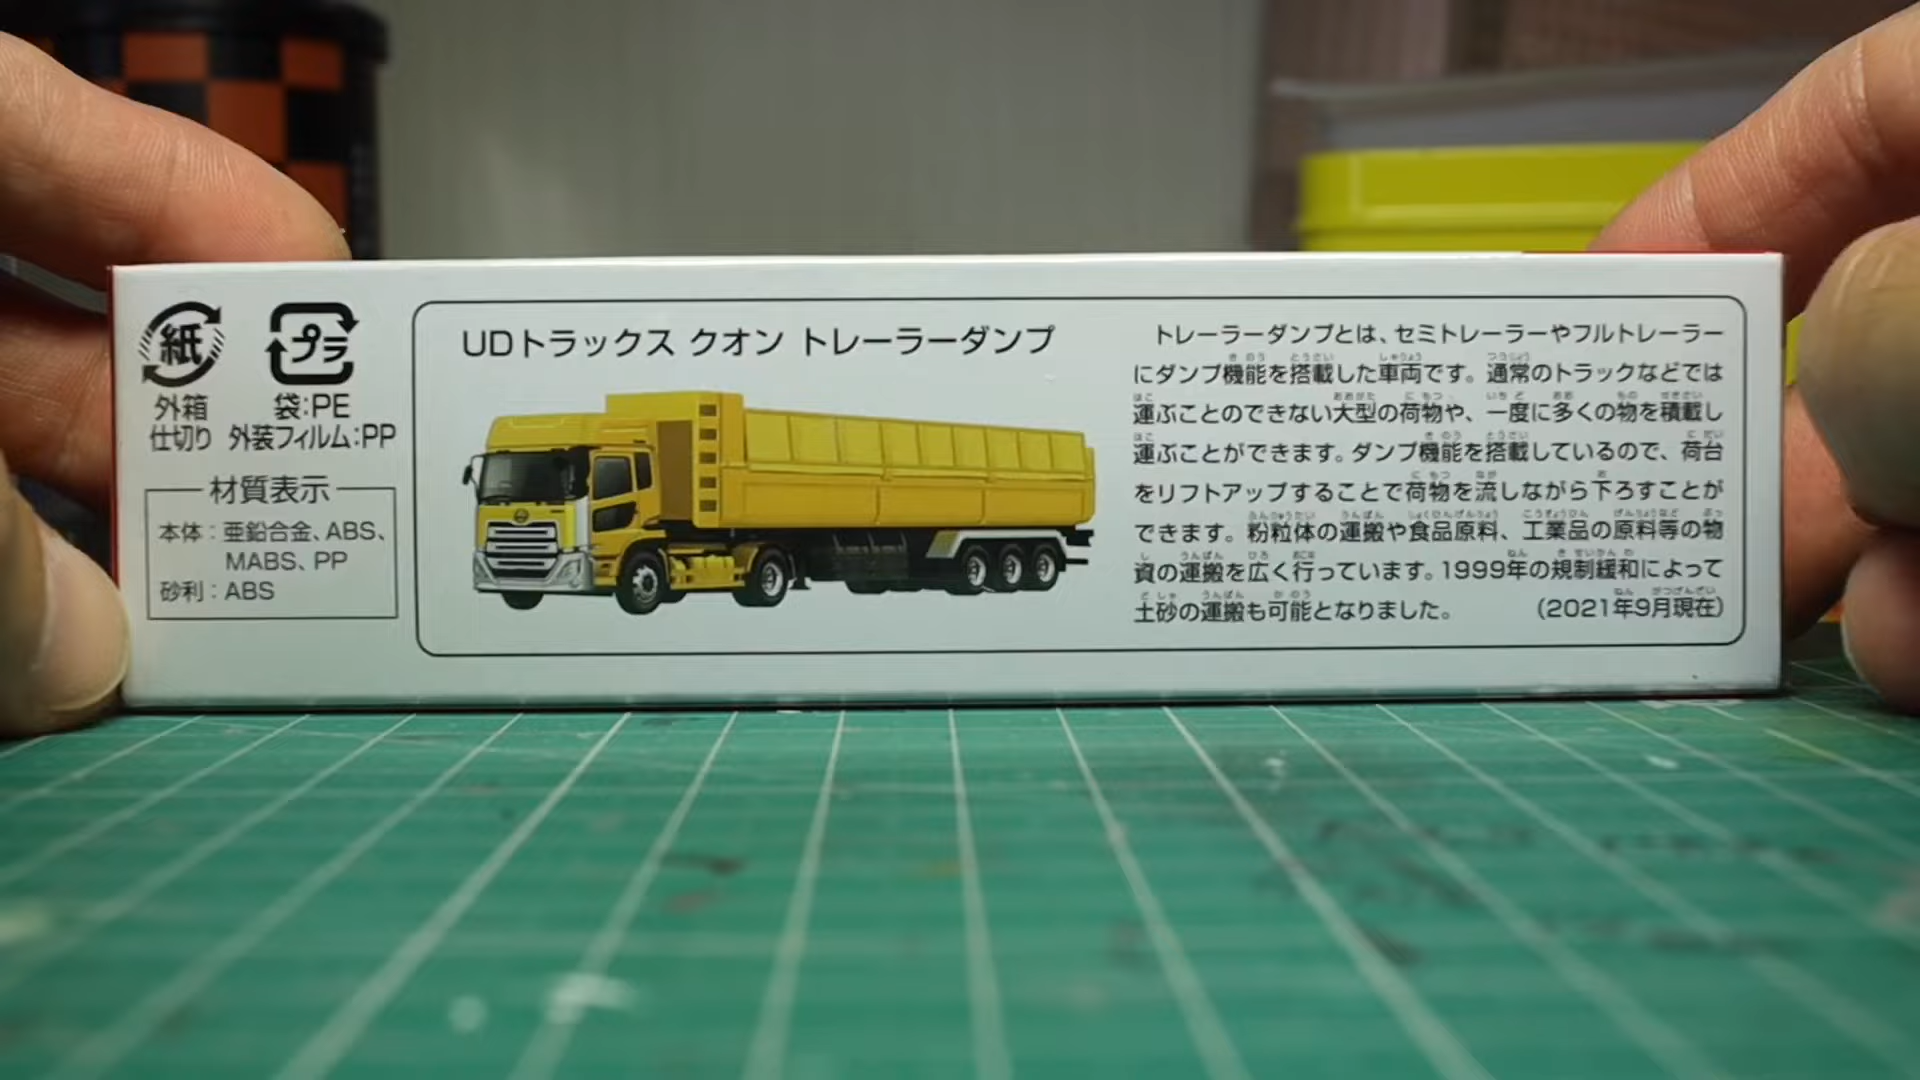 紙
プラ
外箱
仕切り
袋:PE
外装フィルム:PP
材質表示
本体:亜鉛合金、ABS、
MABS、PP
砂利:ABS
UDトラックス クオン トレーラーダンプ
トレーラーダンプとは、セミトレーラーやフルトレーラー
にダンプ機能を搭載した車両です。通常のトラックなどでは
運ぶことのできない大型の荷物や、一度に多くの物を積載し
運ぶことができます。ダンプ機能を搭載しているので、荷台
をリフトアップすることで荷物を流しながら下ろすことが
できます。粉粒体の運搬や食品原料、工業品の原料等の物
資の運搬を広く行っています。1999年の規制緩和によって
土砂の運搬も可能となりました。 (2021年9月現在)